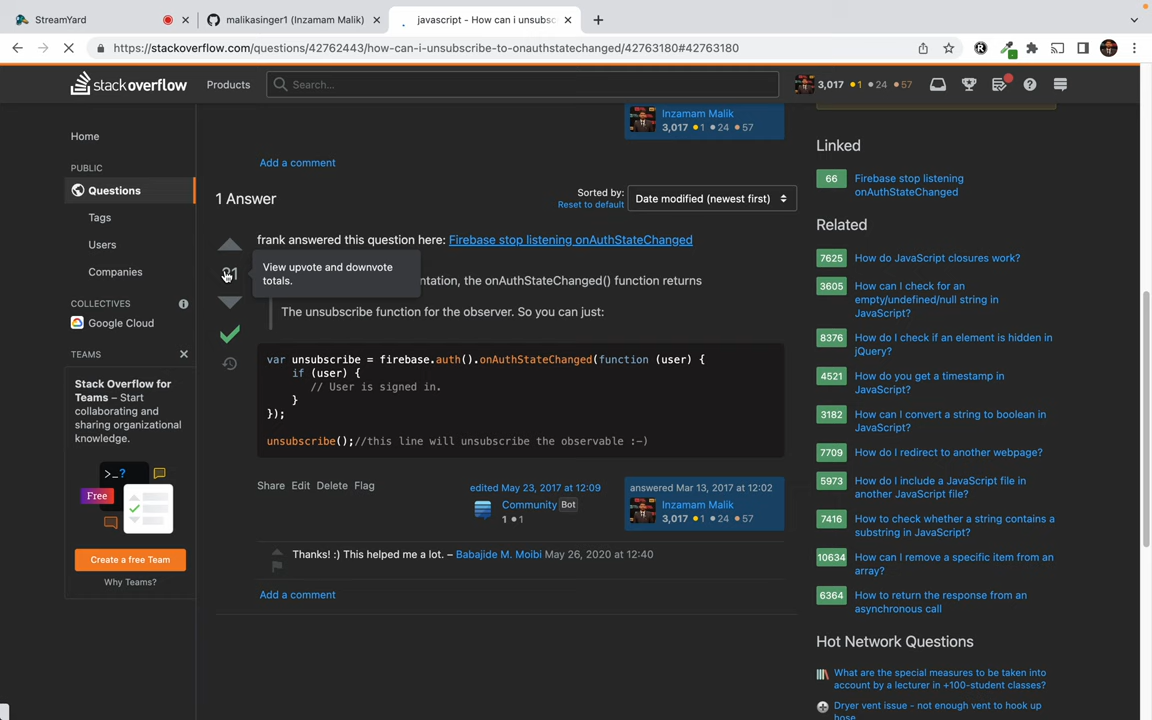 StreamYard
malikasinger1 (Inzamam Malik)
javascript - How can i unsubsc
https://stackoverflow.com/questions/42762443/how-can-i-unsubscribe-to-onauthstatechanged/42763180#42763180
stackoverflow
Products
Search...
3,017 1 24 57
Home
PUBLIC
Questions
Tags
Users
Companies
COLLECTIVES
Google Cloud
TEAMS
Stack Overflow for
Teams – Start
collaborating and
sharing organizational
knowledge.
>_?
Free
Create a free Team
Why Teams?
Inzamam Malik
3,017 1 24 57
Add a comment
1 Answer
Sorted by:
Reset to default
Date modified (newest first)
frank answered this question here: Firebase stop listening onAuthStateChanged
View upvote and downvote
totals.
the onAuthStateChanged() function returns
The unsubscribe function for the observer. So you can just:
var unsubscribe = firebase.auth().onAuthStateChanged(function (user) {
if (user) {
// User is signed in.
}
});
unsubscribe();//this line will unsubscribe the observable :-)
Share Edit Delete Flag
edited May 23, 2017 at 12:09
Community Bot
1 1
answered Mar 13, 2017 at 12:02
Inzamam Malik
3,017 1 24 57
Thanks! :) This helped me a lot. – Babajide M. Moibi May 26, 2020 at 12:40
Add a comment
Linked
66 Firebase stop listening
onAuthStateChanged
Related
7625 How do JavaScript closures work?
3605 How can I check for an
empty/undefined/null string in
JavaScript?
8376 How do I check if an element is hidden in
jQuery?
4521 How do you get a timestamp in
JavaScript?
3182 How can I convert a string to boolean in
JavaScript?
7709 How do I redirect to another webpage?
5973 How do I include a JavaScript file in
another JavaScript file?
7416 How to check whether a string contains a
substring in JavaScript?
10634 How can I remove a specific item from an
array?
6364 How to return the response from an
asynchronous call
Hot Network Questions
What are the special measures to be taken into
account by a lecturer in +100-student classes?
Dryer vent issue - not enough vent to hook up
hose